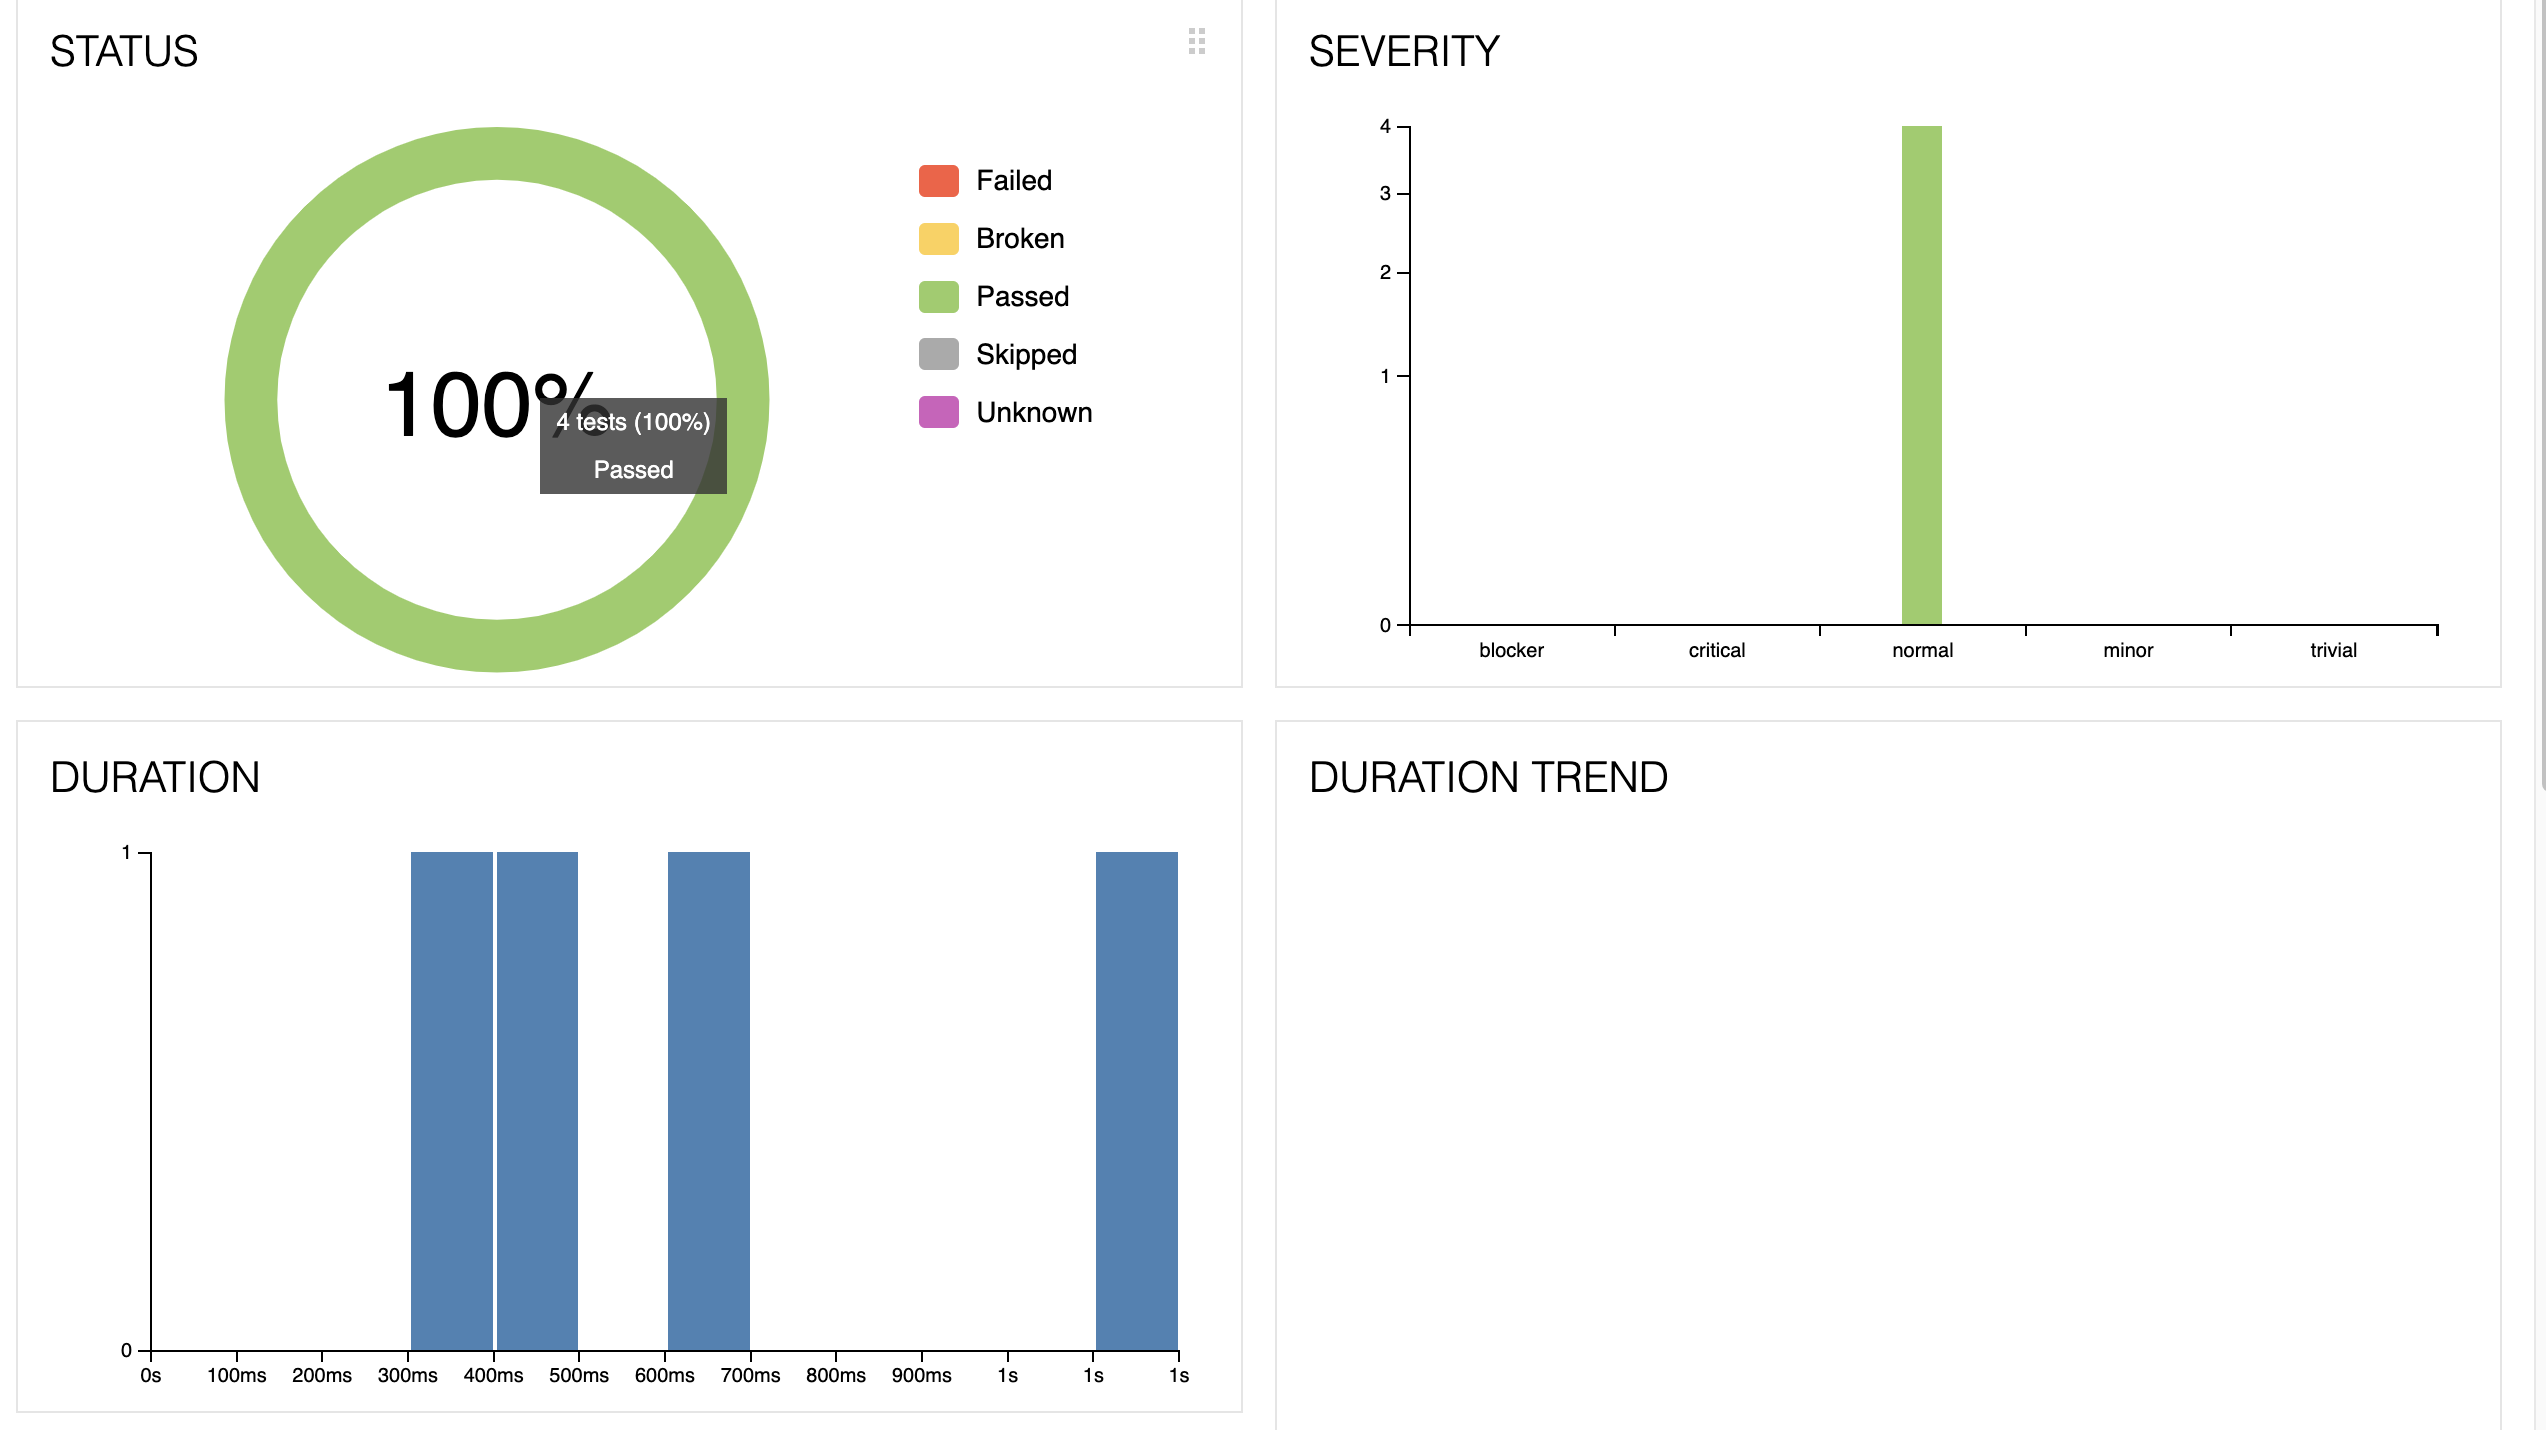 STATUS
100%
4 tests (100%)
Passed
Failed
Broken
Passed
Skipped
Unknown
SEVERITY
4
3
2
1
0
blocker critical normal minor trivial
DURATION
1
0
0s 100ms 200ms 300ms 400ms 500ms 600ms 700ms 800ms 900ms 1s 1s 1s
DURATION TREND